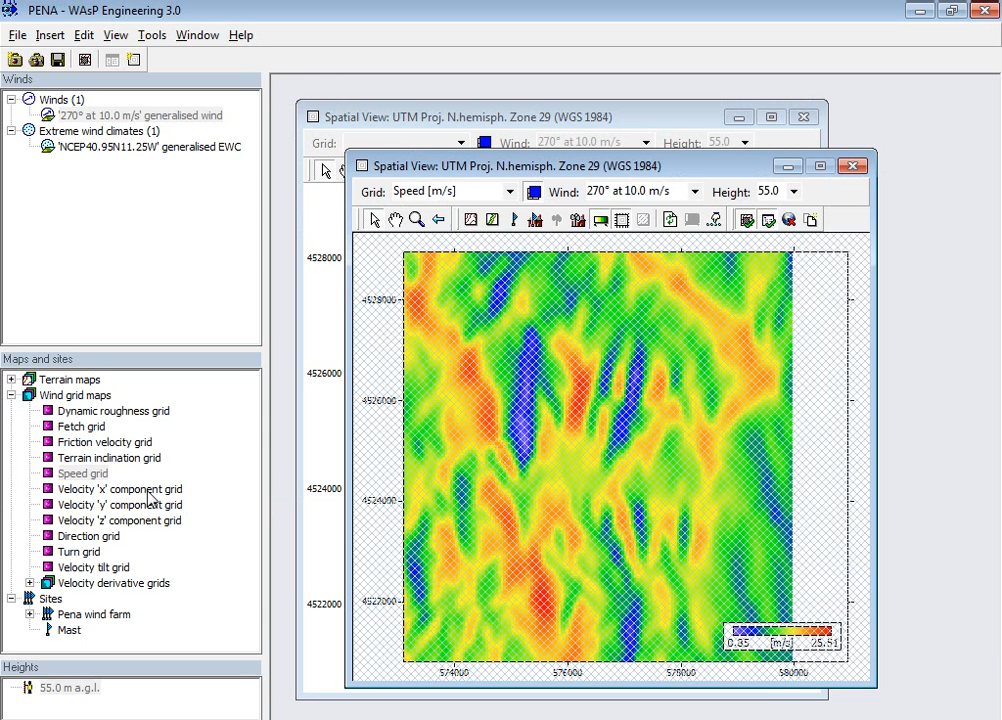 PENA - WAsP Engineering 3.0
File Insert Edit View Tools Window Help
Winds
Winds (1)
'270° at 10.0 m/s' generalised wind
Extreme wind climates (1)
'NCEP40.95N11.25W' generalised EWC
Maps and sites
Terrain maps
Wind grid maps
Dynamic roughness grid
Fetch grid
Friction velocity grid
Terrain inclination grid
Speed grid
Velocity 'x' component grid
Velocity 'y' component grid
Velocity 'z' component grid
Direction grid
Turn grid
Velocity tilt grid
Velocity derivative grids
Sites
Pena wind farm
Mast
Heights
55.0 m a.g.l.
Spatial View: UTM Proj. N.hemisph. Zone 29 (WGS 1984)
Grid: Wind: 270° at 10.0 m/s Height: 55.0
4528000
4526000
4524000
4522000
Spatial View: UTM Proj. N.hemisph. Zone 29 (WGS 1984)
Grid: Speed [m/s] Wind: 270° at 10.0 m/s Height: 55.0
4528000
4526000
4524000
4522000
574000 576000 578000 580000
[m/s] 25.51